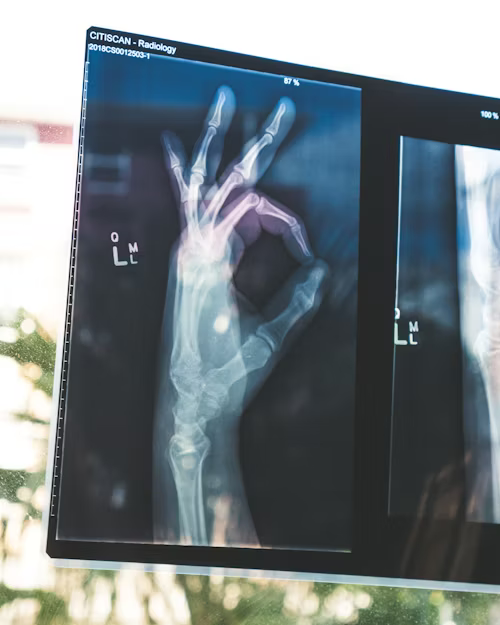 CITISCAN - Radiology
2018CS0012503-1
87 %
100 %
O
L M
L
L M
L